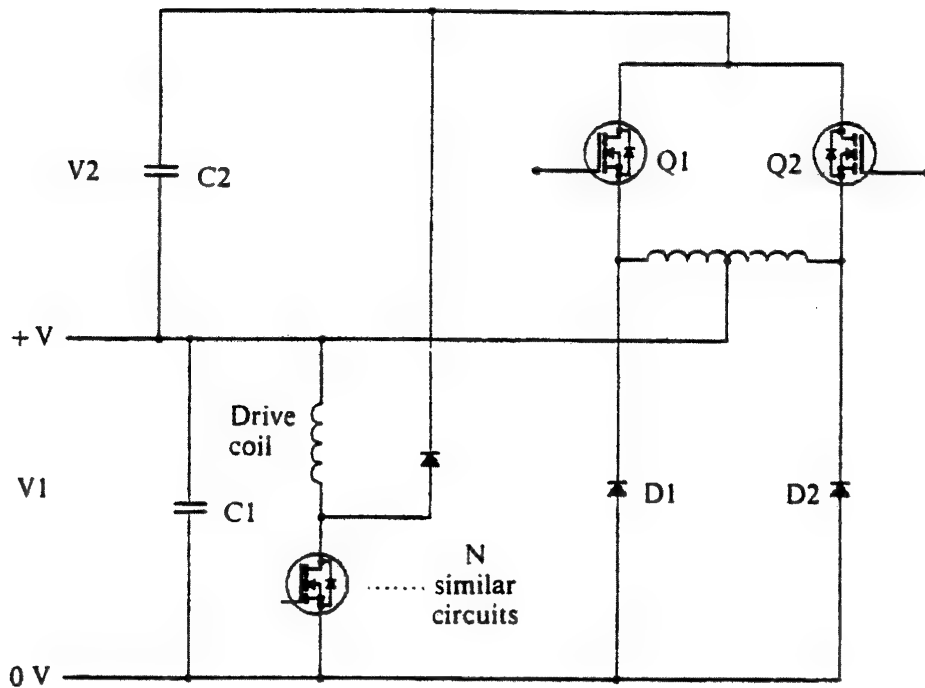 Q1
Q2
V2
C2
+ V
Drive
coil
V1
C1
D1
D2
N
...... similar
circuits
0 V